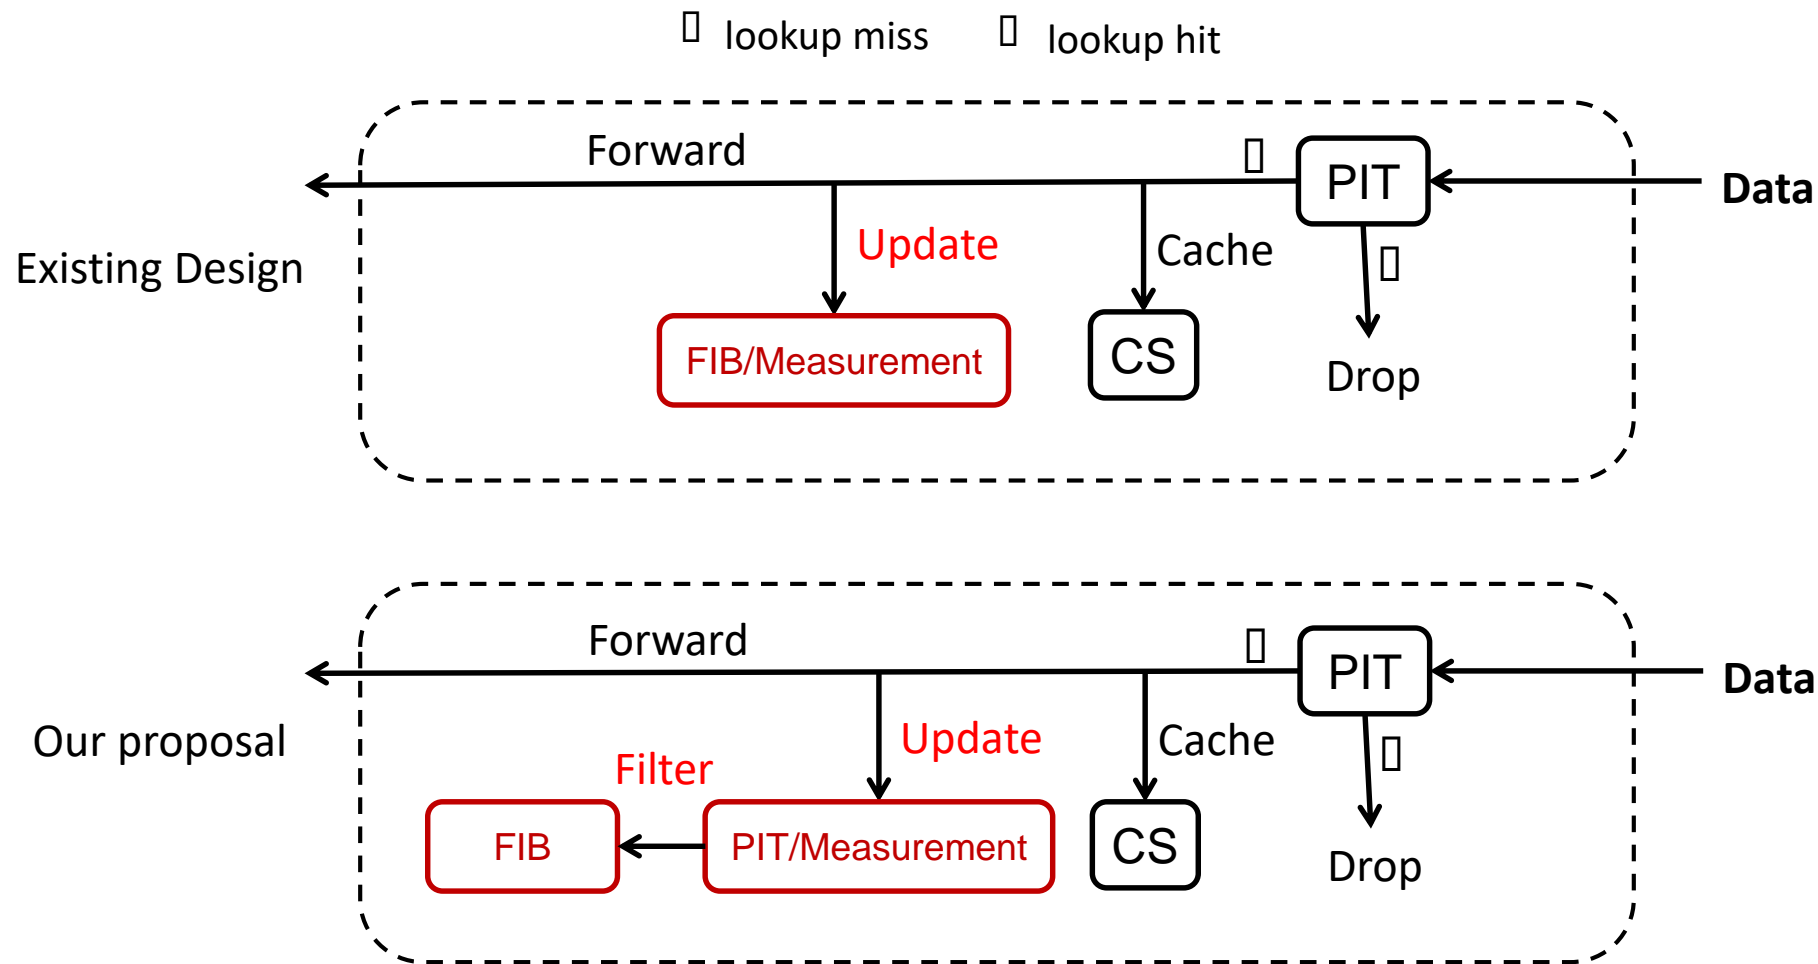 lookup miss lookup hit
Forward
PIT
Data
Update
Cache
Existing Design
FIB/Measurement
CS
Drop
Forward
PIT
Data
Update
Cache
Our proposal
Filter
FIB
PIT/Measurement
CS
Drop